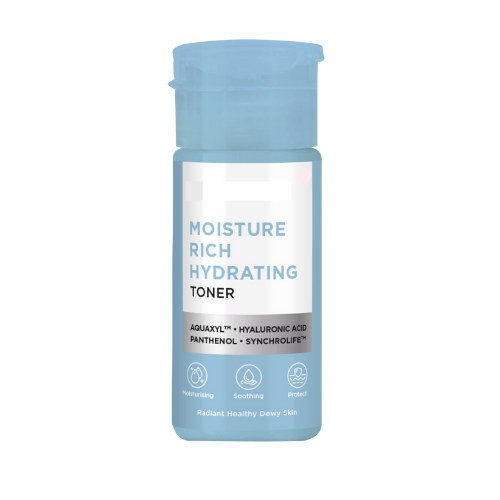 MOISTURE
RICH
HYDRATING
TONER
AQUAXYL™ • HYALURONIC ACID
PANTHENOL • SYNCHROLIFE™
Moisturising
Soothing
Protect
Radiant Healthy Dewy Skin